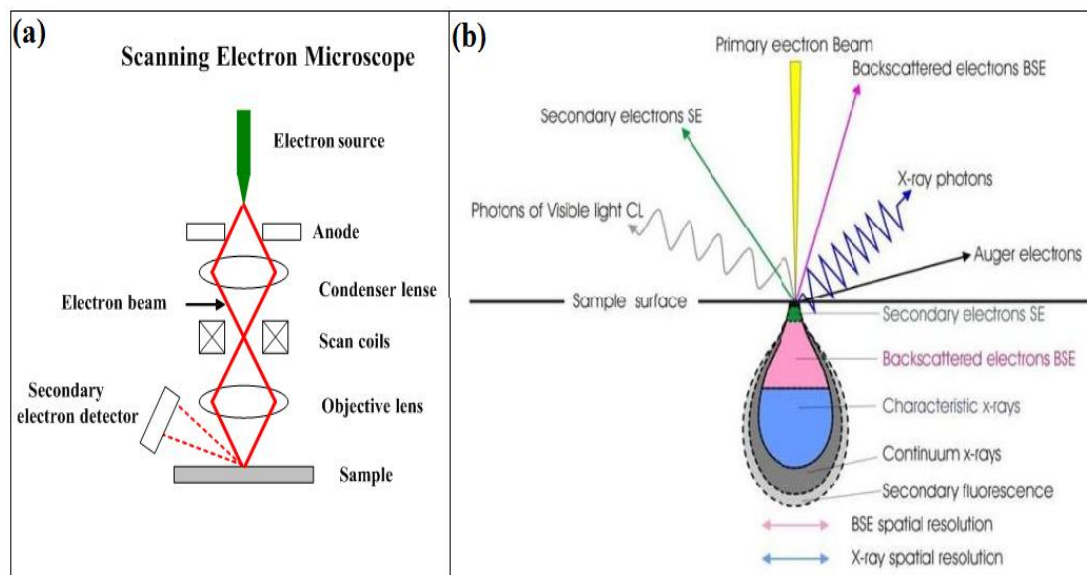 (a)
Scanning Electron Microscope
Electron source
Anode
Condenser lense
Electron beam
Scan coils
Secondary
electron detector
Objective lens
Sample
(b)
Primary eectron Beam
Backscattered electrons BSE
Secondary electrons SE
X-ray photons
Photons of Visible light CL
Auger electrons
Sample surface
Secondary electrons SE
Backscattered electrons BSE
Characteristic x-rays
Continuum x-rays
Secondary fluorescence
BSE spatial resolution
X-ray spatial resolution